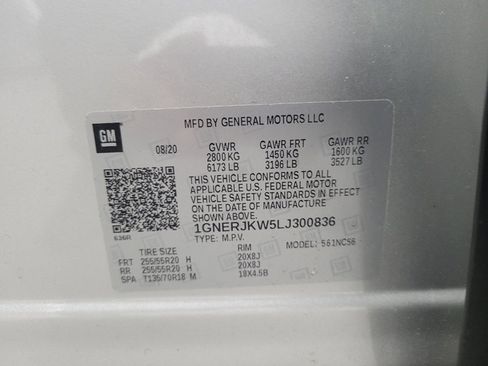 MFD BY GENERAL MOTORS LLC
GM
08/20 GVWR GAWR FRT GAWR RR
2800 KG 1450 KG 1600 KG
6173 LB 3196 LB 3527 LB
THIS VEHICLE CONFORMS TO ALL
APPLICABLE U.S. FEDERAL MOTOR
VEHICLE SAFETY STANDARDS IN EFFECT
ON THE DATE OF MANUFACTURE
SHOWN ABOVE.
1GNERJKW5LJ300836
TYPE: M.P.V. MODEL:
TIRE SIZE RIM
FRT 255/55R20 H 20X8J
RR 255/55R20 H 20X8J
SPA T135/70R18 M 18X4.5B